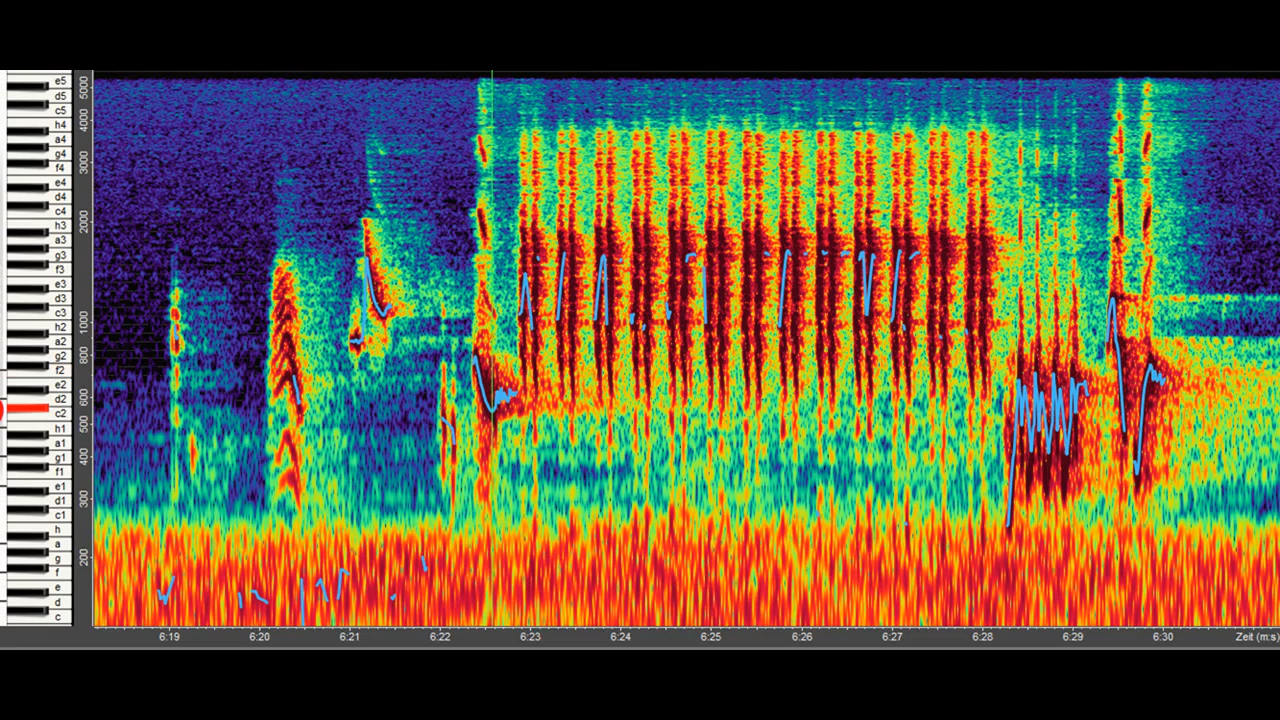 e5
d5
c5
h4
a4
g4
f4
e4
d4
c4
h3
a3
g3
f3
e3
d3
c3
h2
a2
g2
f2
e2
d2
c2
h1
a1
g1
f1
e1
d1
c1
h
a
g
f
e
d
c
5000
4000
3000
2000
1000
800
600
500
400
300
200
6:19 6:20 6:21 6:22 6:23 6:24 6:25 6:26 6:27 6:28 6:29 6:30 Zeit (m:s)